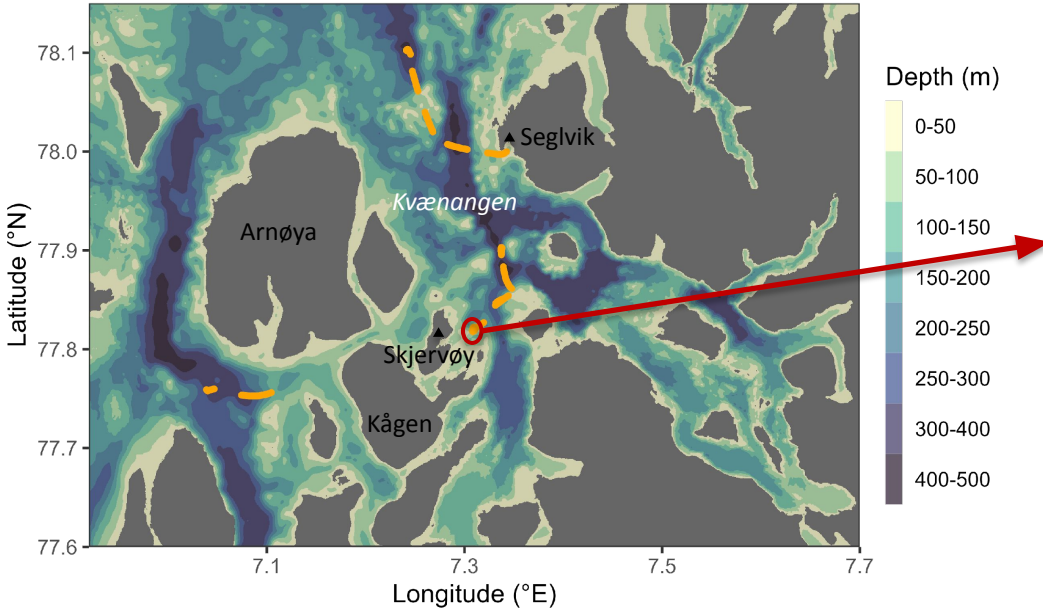 78.1
78.0
77.9
77.8
77.7
77.6
Latitude (°N)
7.1
7.3
7.5
7.7
Longitude (°E)
Seglvik
Kvænangen
Arnøya
Skjervøy
Kågen
Depth (m)
0-50
50-100
100-150
150-200
200-250
250-300
300-400
400-500